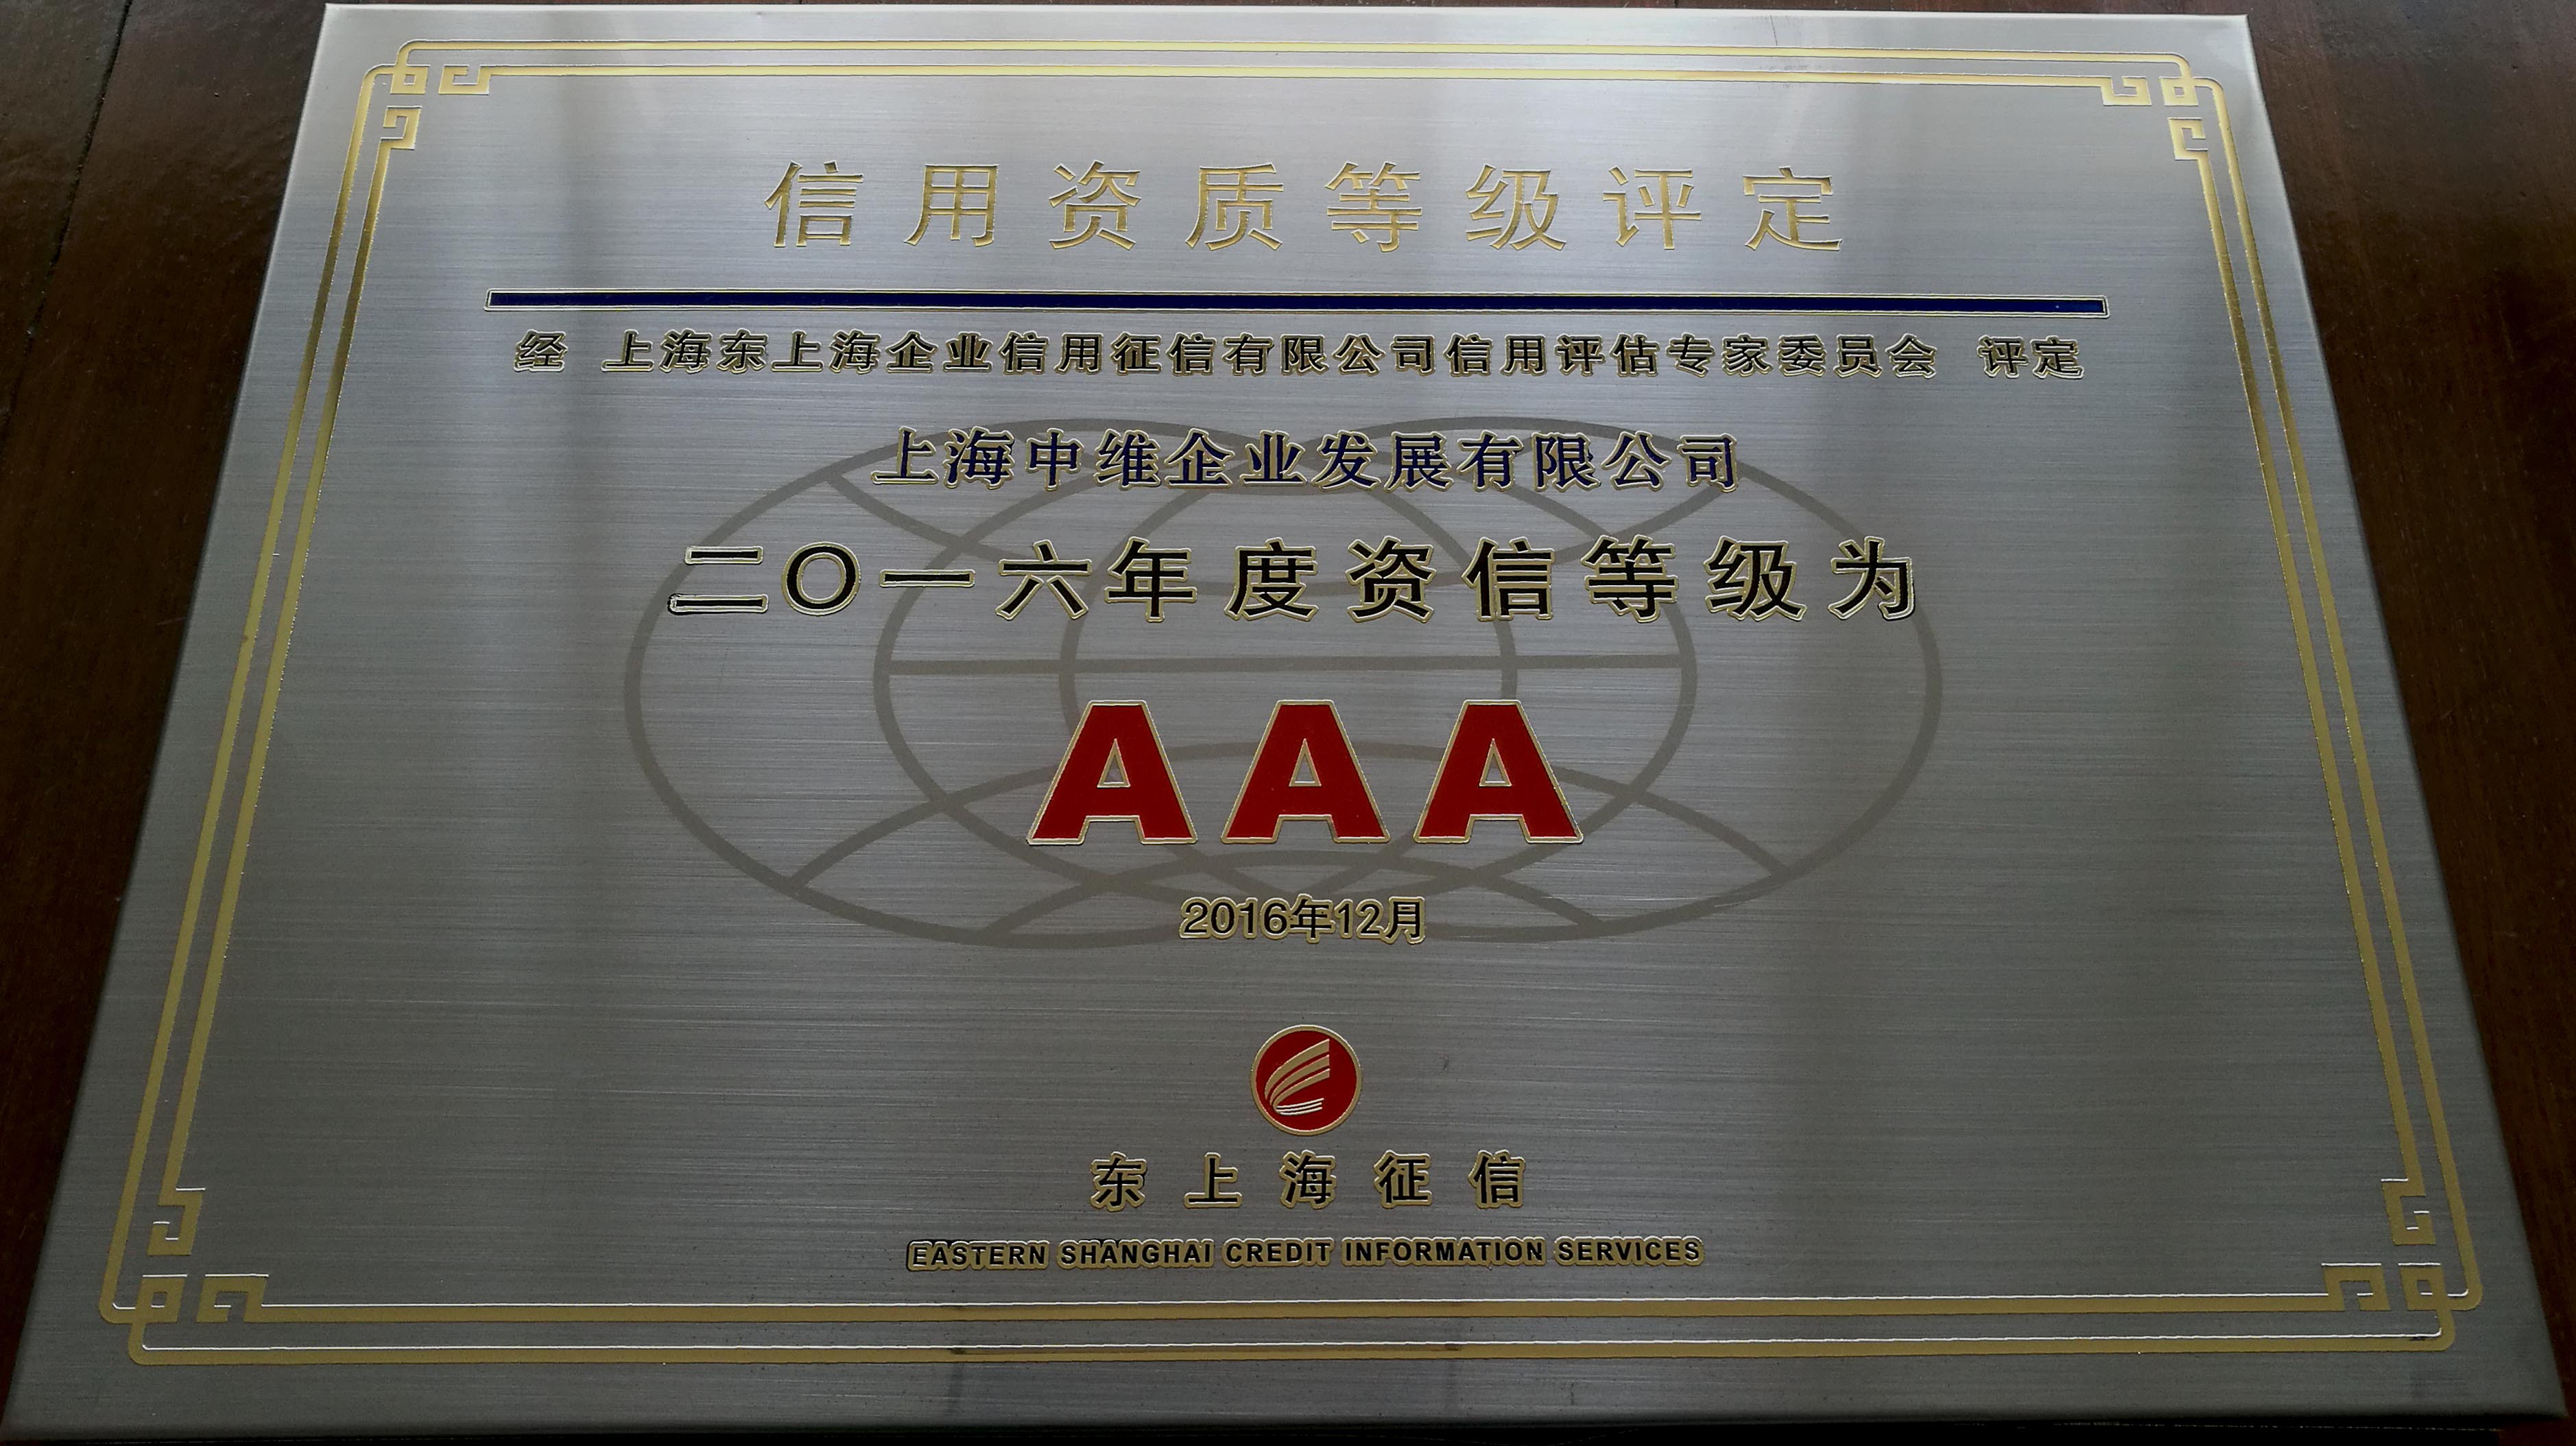 信用资质等级评定
经 上海东上海企业信用征信有限公司信用评估专家委员会 评定
上海中维企业发展有限公司
二〇一六年度资信等级为
AAA
2016年12月
东上海征信
EASTERN SHANGHAI CREDIT INFORMATION SERVICES